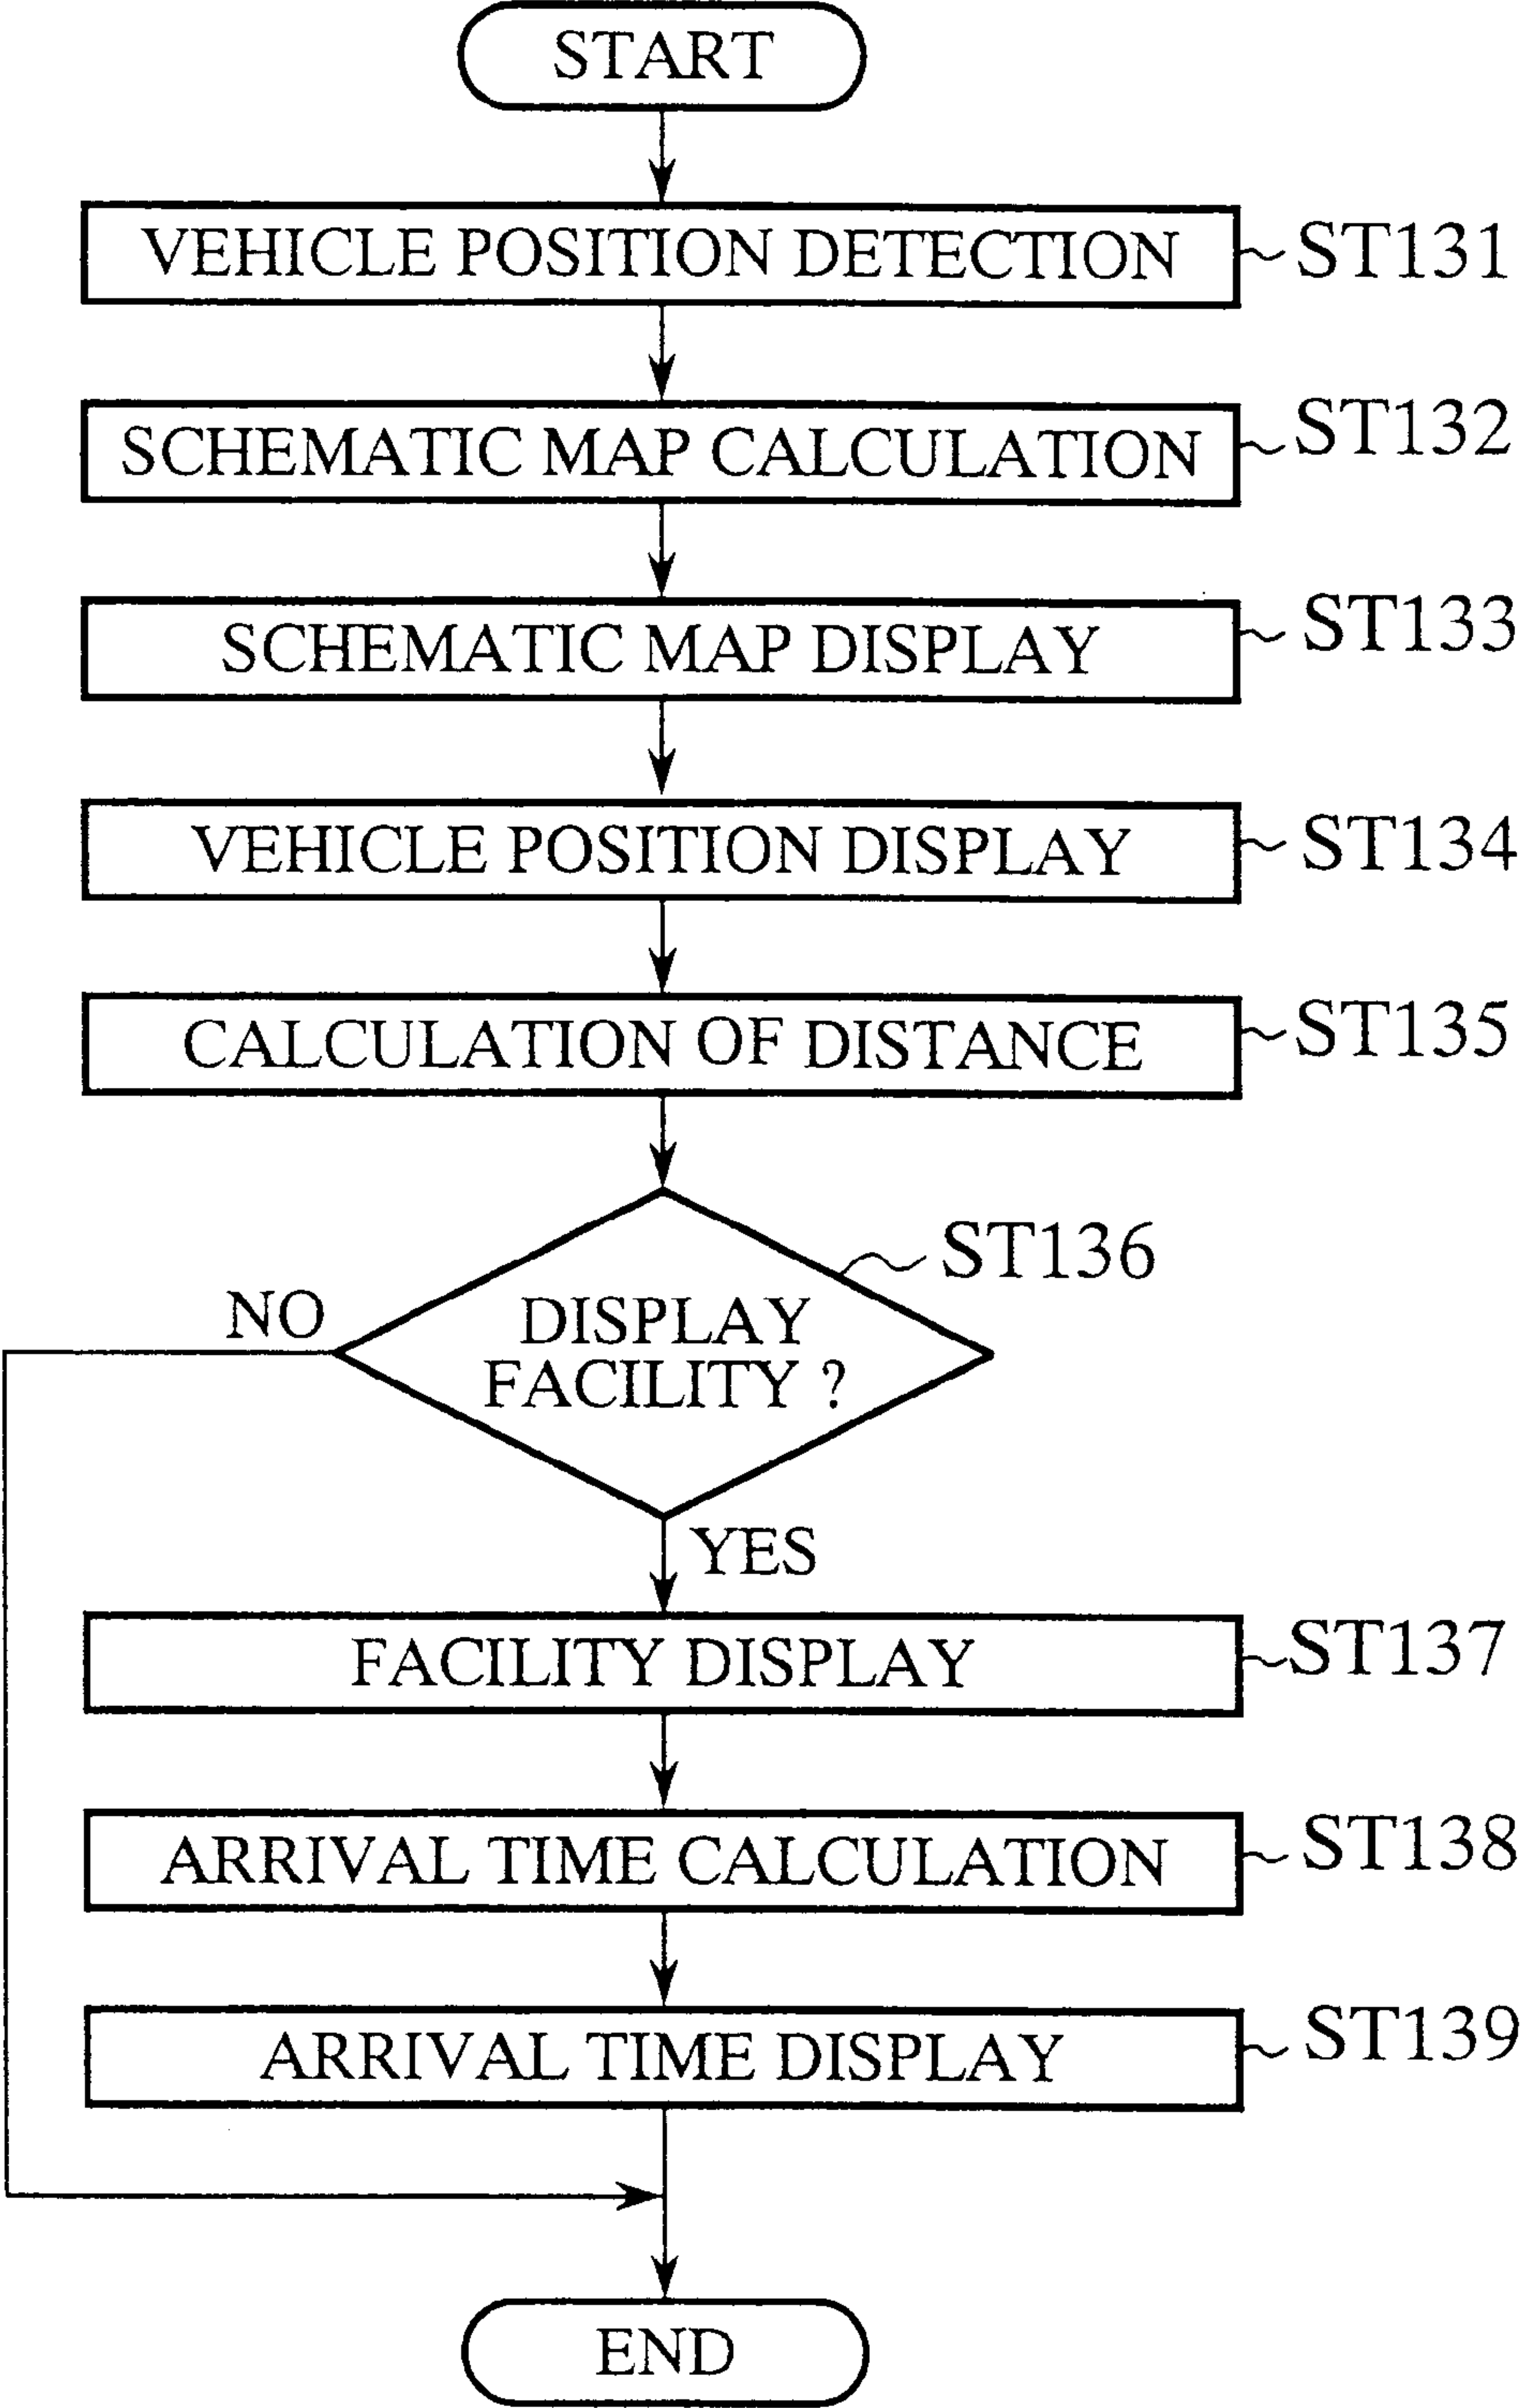 START
VEHICLE POSITION DETECTION ST131
SCHEMATIC MAP CALCULATION ST132
SCHEMATIC MAP DISPLAY ST133
VEHICLE POSITION DISPLAY ST134
CALCULATION OF DISTANCE ST135
ST136
NO
DISPLAY
FACILITY ?
YES
FACILITY DISPLAY ST137
ARRIVAL TIME CALCULATION ST138
ARRIVAL TIME DISPLAY ST139
END